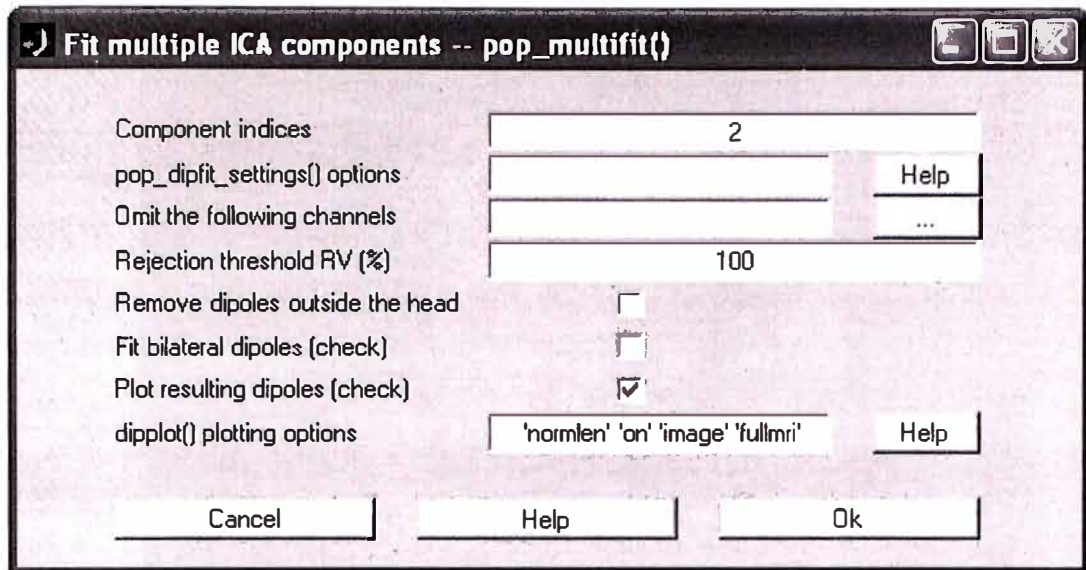 Fit multiple ICA components -- pop_multifit()
Component indices 2
pop_dipfit_settings() options Help
Omit the following channels ...
Rejection threshold RV (%) 100
Remove dipoles outside the head
Fit bilateral dipoles (check)
Plot resulting dipoles (check)
dipplot() plotting options 'normlen' 'on' 'image' 'fullmri' Help
Cancel Help Ok